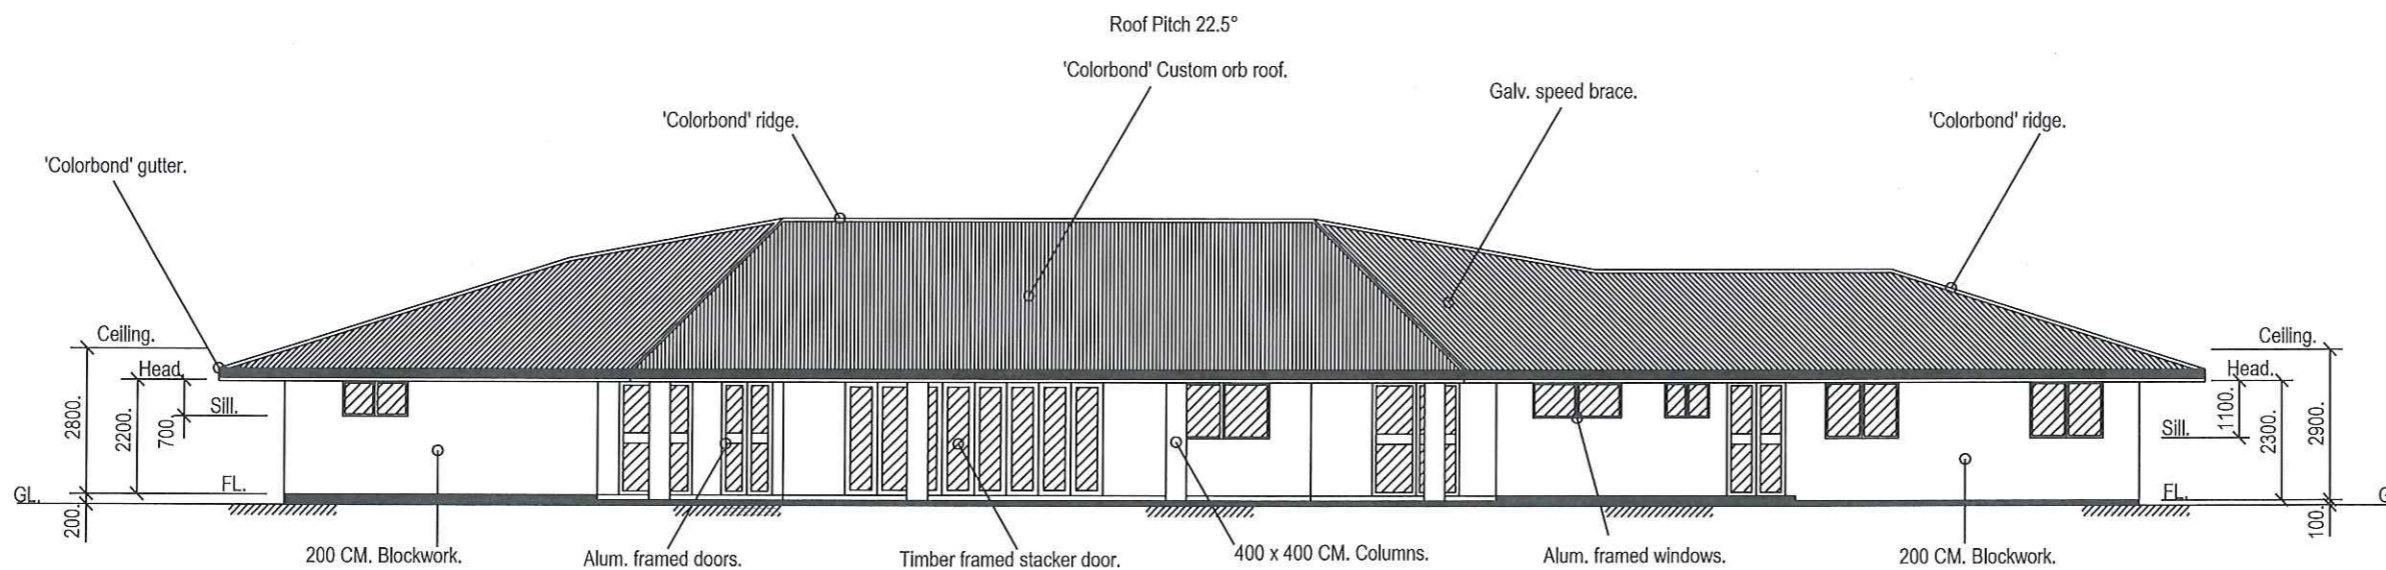 Roof Pitch 22.5°
'Colorbond' Custom orb roof.
Galv. speed brace.
'Colorbond' ridge.
'Colorbond' ridge.
'Colorbond' gutter.
Ceiling.
Ceiling.
Head.
Head.
Sill.
Sill.
2800.
2200.
700.
1100.
2300.
2900.
FL.
FL.
GL.
G
200.
100.
200 CM. Blockwork.
Alum. framed doors.
Timber framed stacker door.
400 x 400 CM. Columns.
Alum. framed windows.
200 CM. Blockwork.